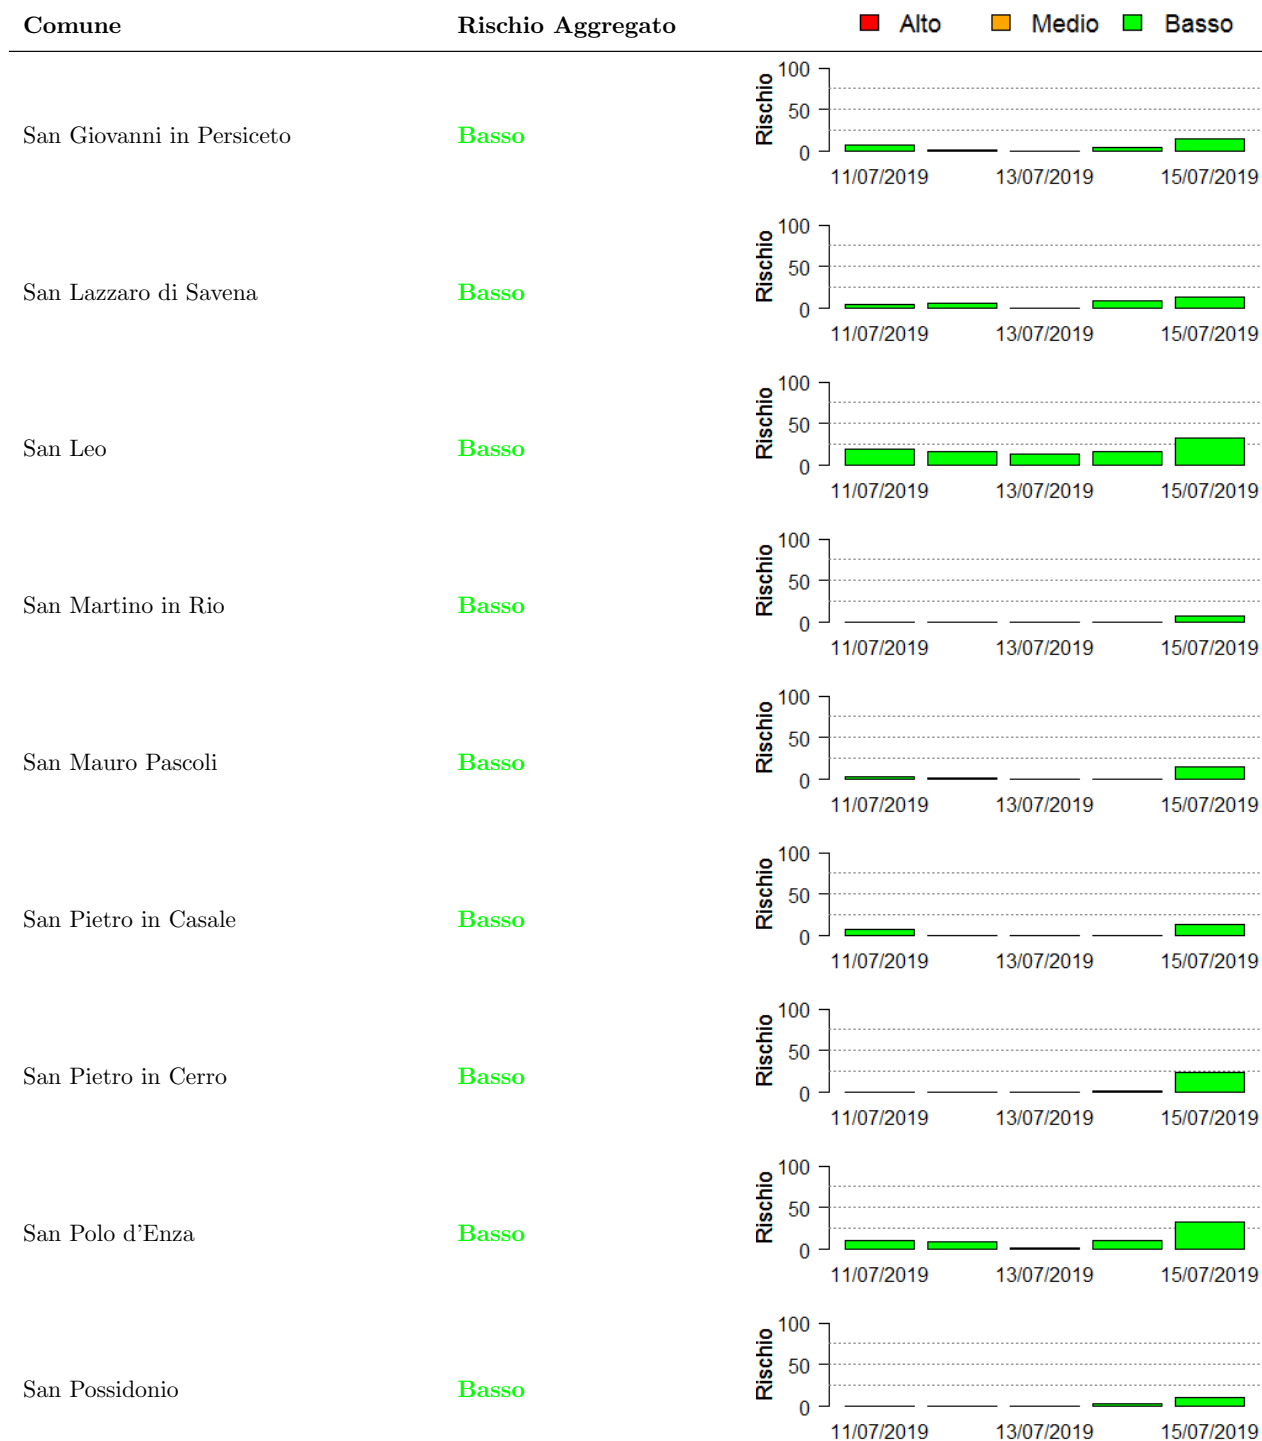 Comune Rischio Aggregato Alto Medio Basso
San Giovanni in Persiceto Basso
Rischio
100
50
0
11/07/2019 13/07/2019 15/07/2019
San Lazzaro di Savena Basso
Rischio
100
50
0
11/07/2019 13/07/2019 15/07/2019
San Leo Basso
Rischio
100
50
0
11/07/2019 13/07/2019 15/07/2019
San Martino in Rio Basso
Rischio
100
50
0
11/07/2019 13/07/2019 15/07/2019
San Mauro Pascoli Basso
Rischio
100
50
0
11/07/2019 13/07/2019 15/07/2019
San Pietro in Casale Basso
Rischio
100
50
0
11/07/2019 13/07/2019 15/07/2019
San Pietro in Cerro Basso
Rischio
100
50
0
11/07/2019 13/07/2019 15/07/2019
San Polo d'Enza Basso
Rischio
100
50
0
11/07/2019 13/07/2019 15/07/2019
San Possidonio Basso
Rischio
100
50
0
11/07/2019 13/07/2019 15/07/2019